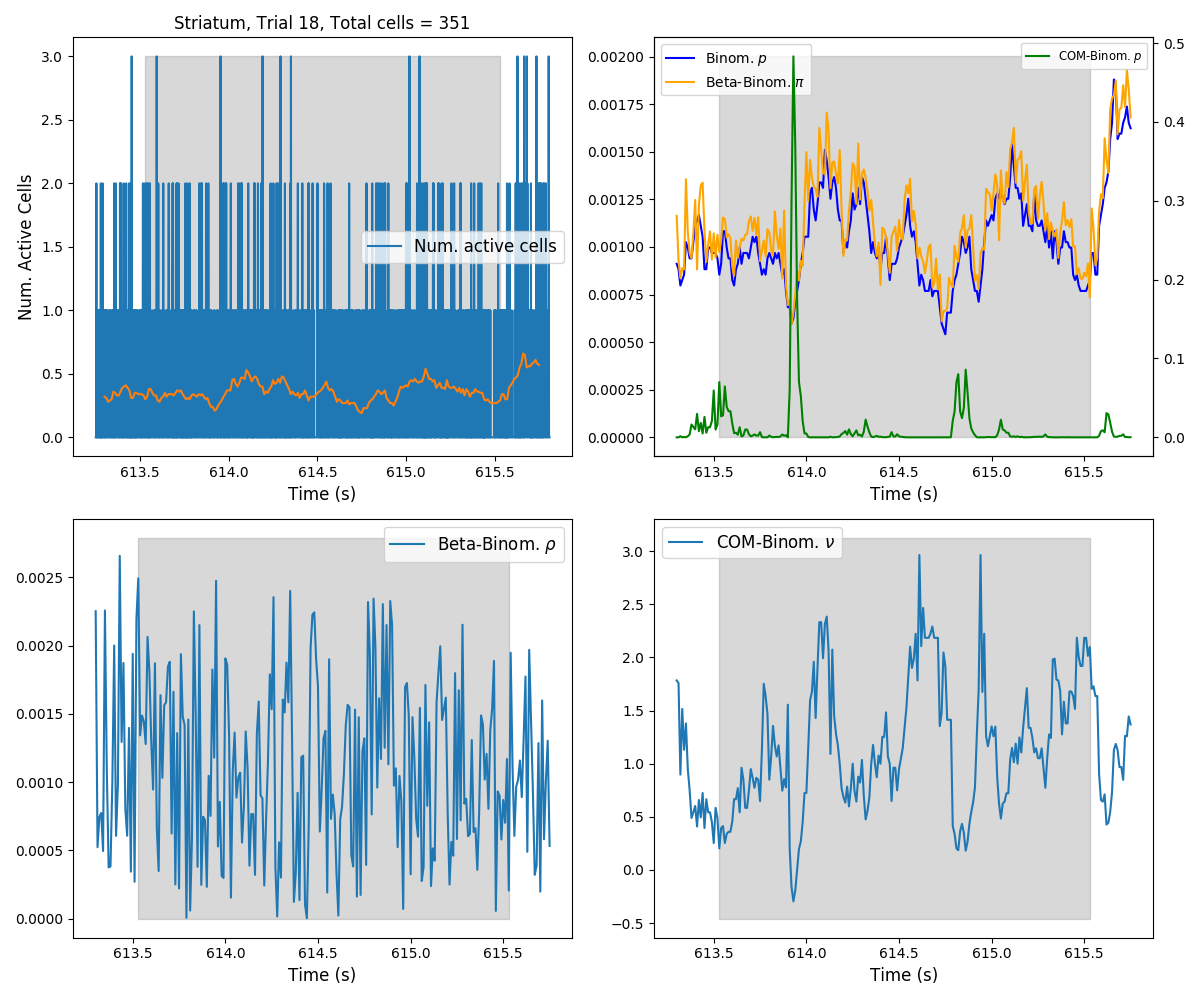 Striatum, Trial 18, Total cells = 351
Num. Active Cells
3.0
2.5
2.0
1.5
1.0
0.5
0.0
Num. active cells
613.5 614.0 614.5 615.0 615.5
Time (s)
0.00200
0.00175
0.00150
0.00125
0.00100
0.00075
0.00050
0.00025
0.00000
Binom. p
Beta-Binom. π
COM-Binom. p
0.5
0.4
0.3
0.2
0.1
0.0
613.5 614.0 614.5 615.0 615.5
Time (s)
0.0025
0.0020
0.0015
0.0010
0.0005
0.0000
Beta-Binom. ρ
613.5 614.0 614.5 615.0 615.5
Time (s)
3.0
2.5
2.0
1.5
1.0
0.5
0.0
−0.5
COM-Binom. ν
613.5 614.0 614.5 615.0 615.5
Time (s)